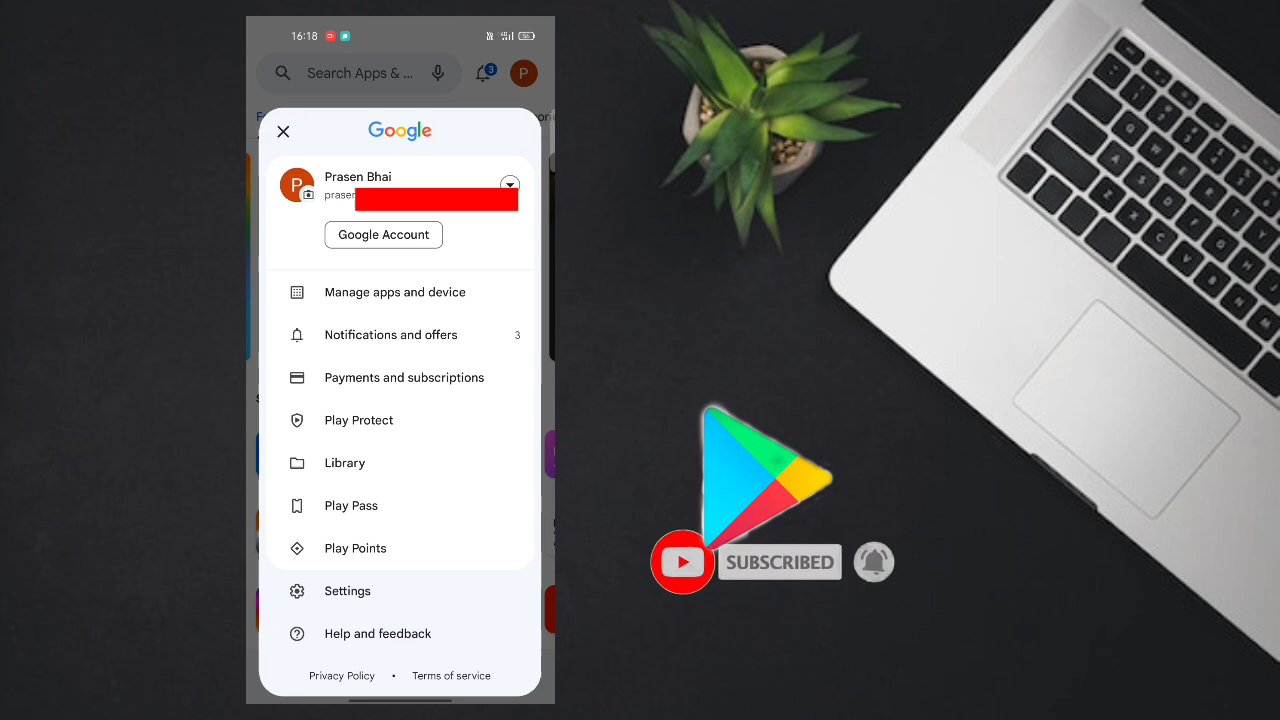 16:18
Search Apps & ...
3
P
Google
P
Prasen Bhai
prasen
Google Account
Manage apps and device
Notifications and offers 3
Payments and subscriptions
Play Protect
Library
Play Pass
Play Points
Settings
Help and feedback
Privacy Policy • Terms of service
SUBSCRIBED